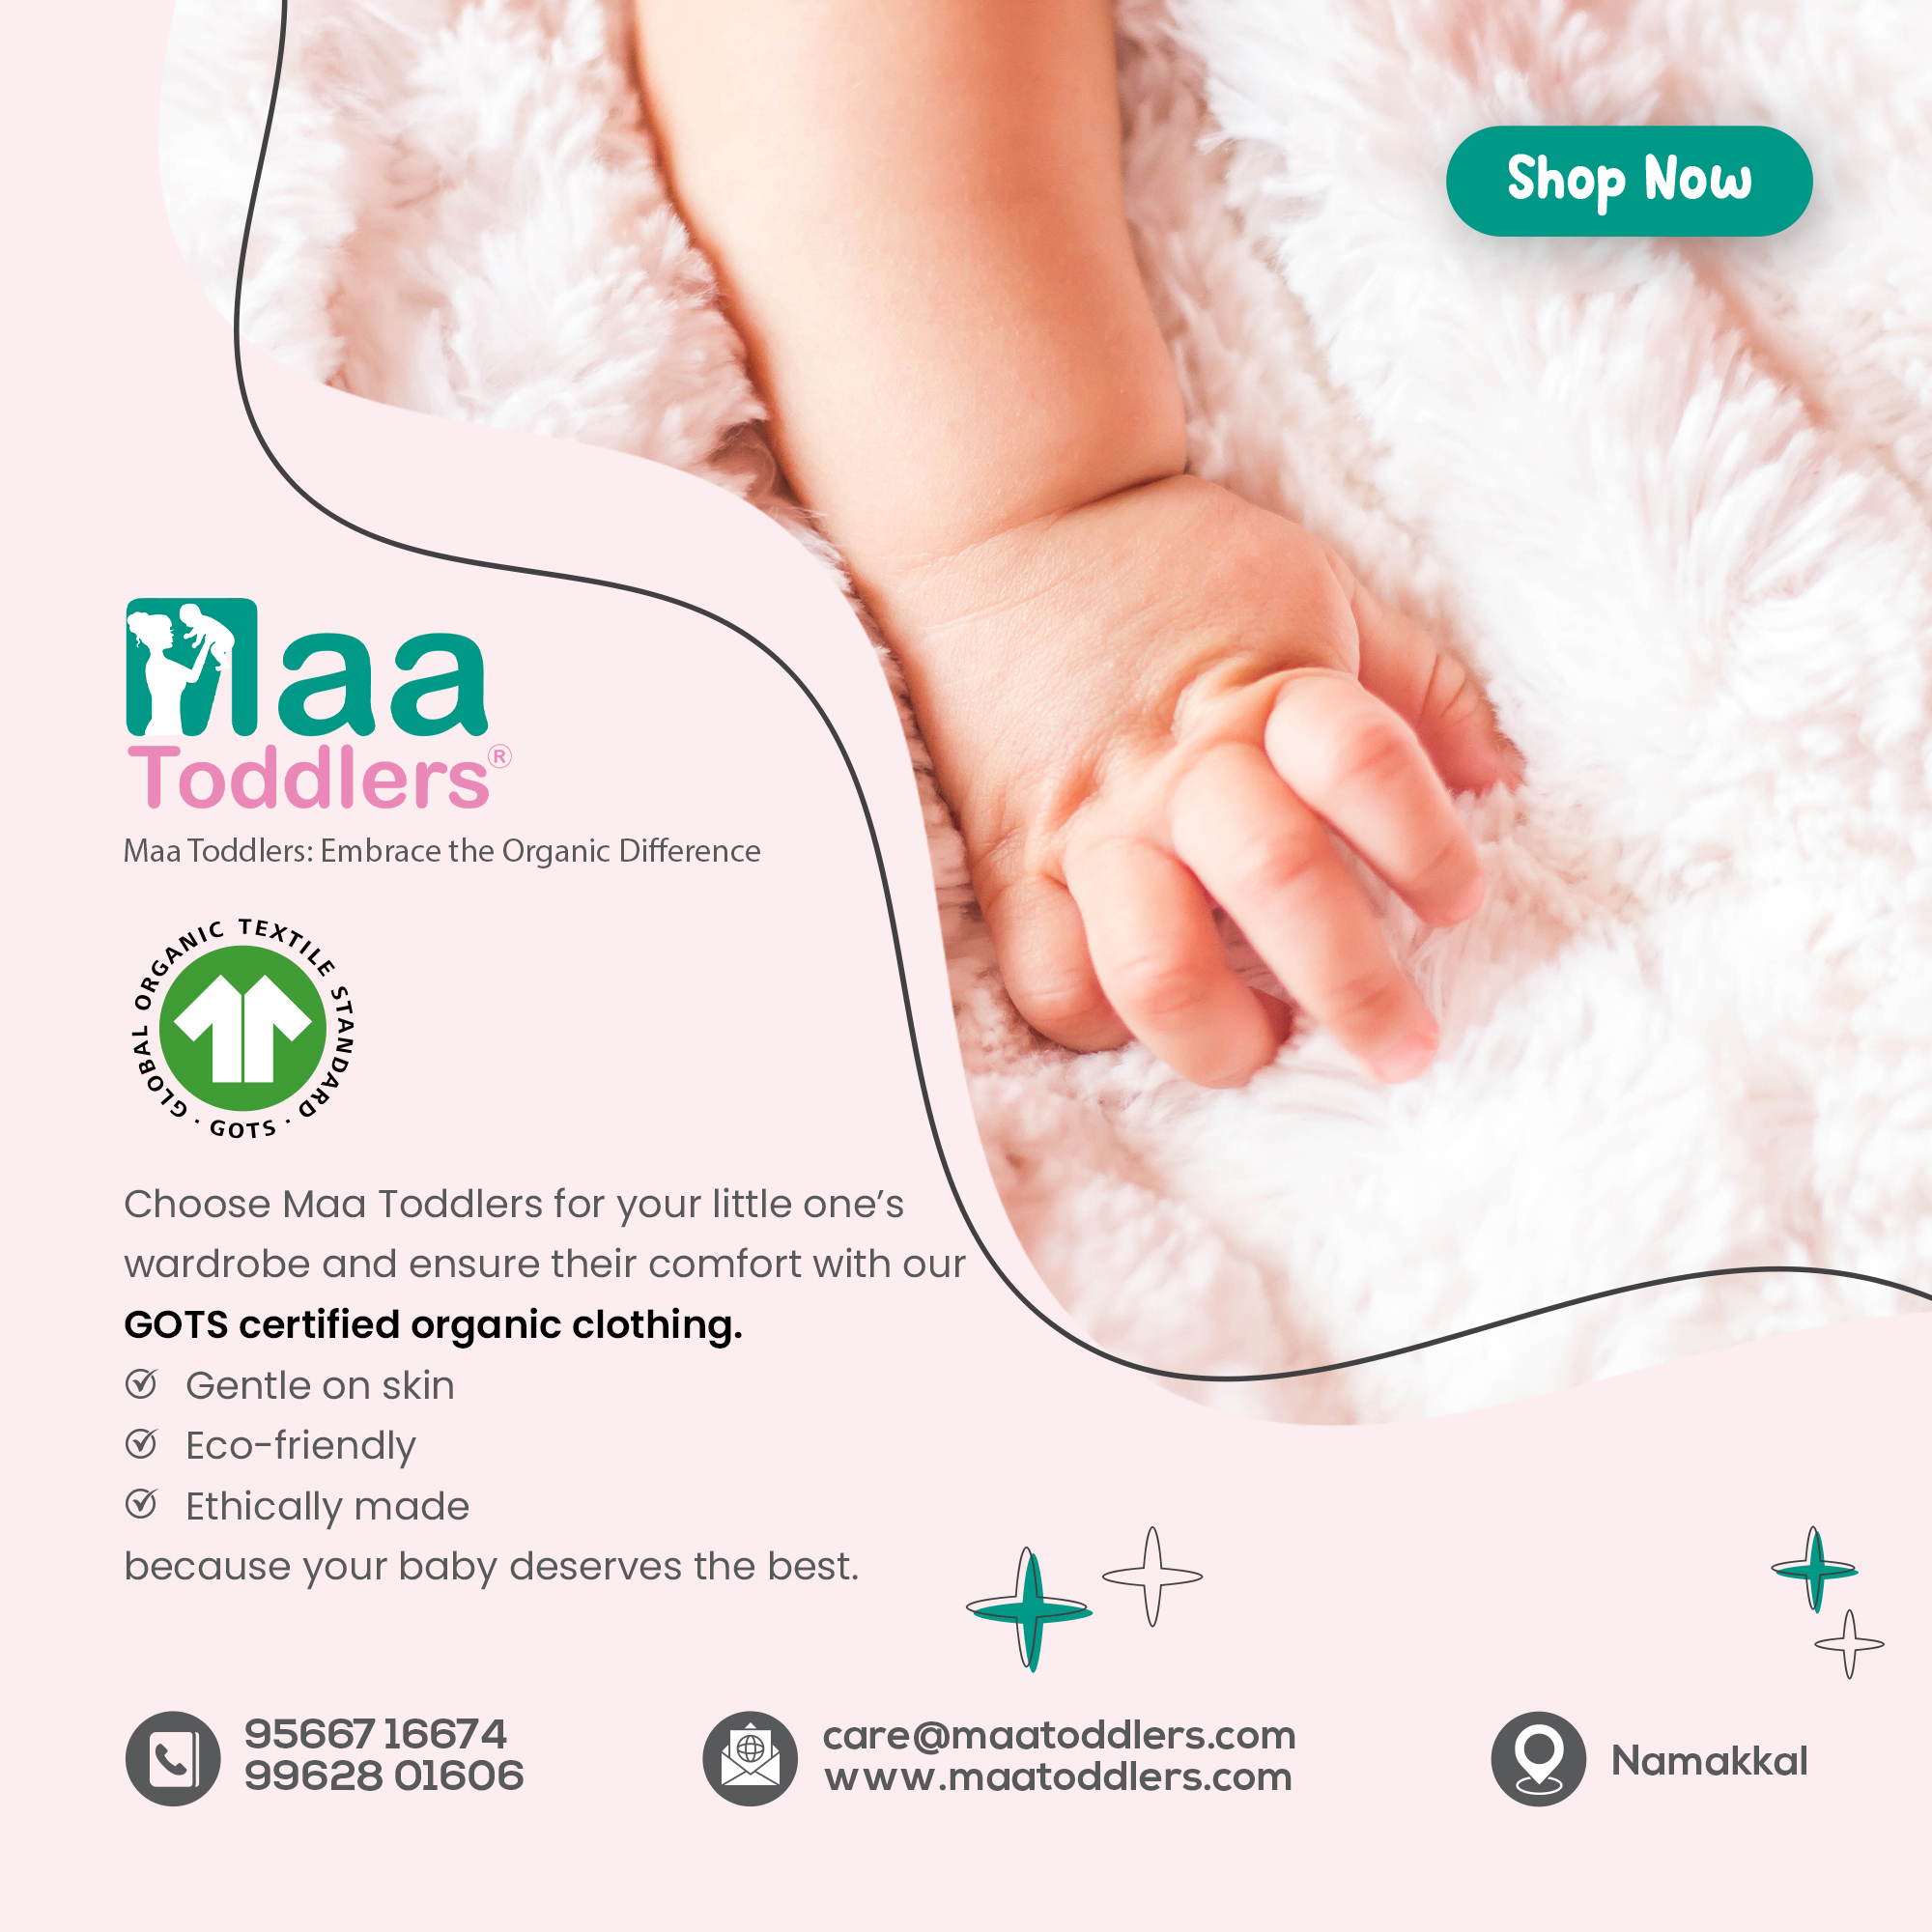 Shop Now
Maa
Toddlers®
Maa Toddlers: Embrace the Organic Difference
GLOBAL ORGANIC TEXTILE STANDARD · GOTS ·
Choose Maa Toddlers for your little one’s
wardrobe and ensure their comfort with our
GOTS certified organic clothing.
Gentle on skin
Eco-friendly
Ethically made
because your baby deserves the best.
95667 16674
99628 01606
care@maatoddlers.com
www.maatoddlers.com
Namakkal